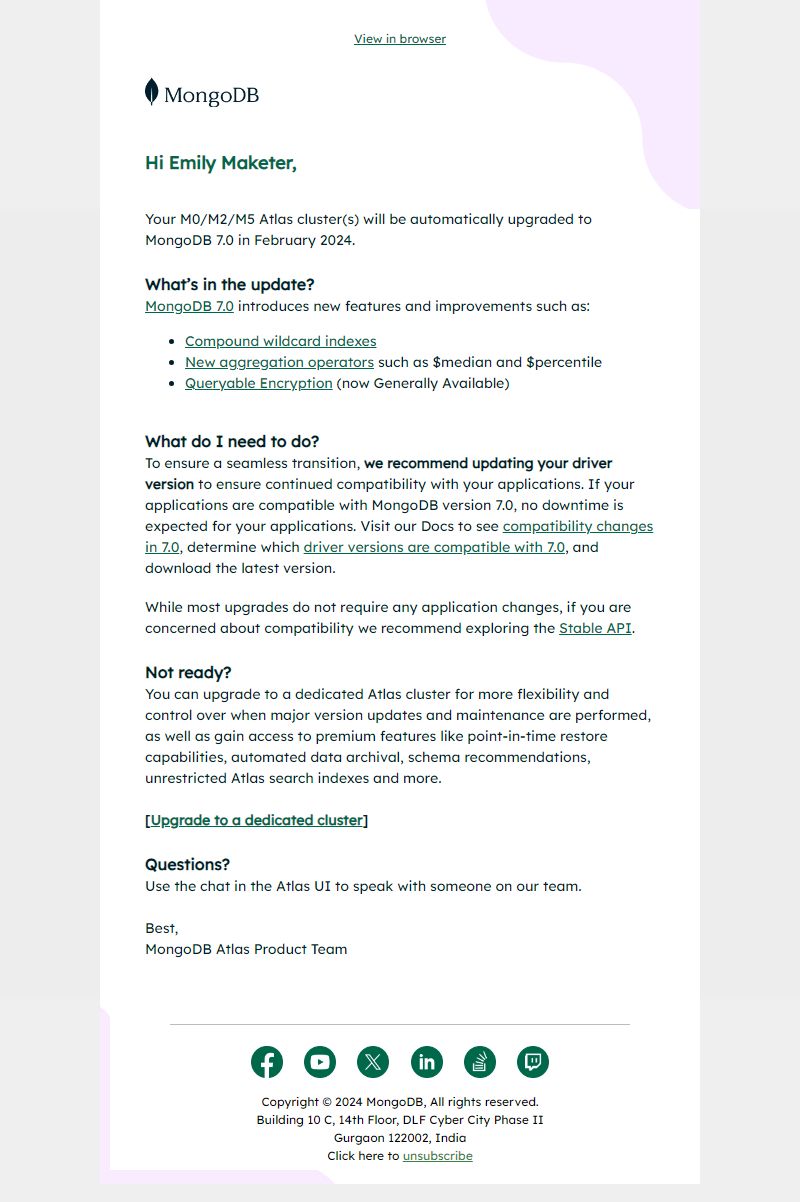 View in browser
MongoDB
Hi Emily Maketer,
Your M0/M2/M5 Atlas cluster(s) will be automatically upgraded to
MongoDB 7.0 in February 2024.
What's in the update?
MongoDB 7.0 introduces new features and improvements such as:
• Compound wildcard indexes
• New aggregation operators such as $median and $percentile
• Queryable Encryption (now Generally Available)
What do I need to do?
To ensure a seamless transition, we recommend updating your driver
version to ensure continued compatibility with your applications. If your
applications are compatible with MongoDB version 7.0, no downtime is
expected for your applications. Visit our Docs to see compatibility changes
in 7.0, determine which driver versions are compatible with 7.0, and
download the latest version.
While most upgrades do not require any application changes, if you are
concerned about compatibility we recommend exploring the Stable API.
Not ready?
You can upgrade to a dedicated Atlas cluster for more flexibility and
control over when major version updates and maintenance are performed,
as well as gain access to premium features like point-in-time restore
capabilities, automated data archival, schema recommendations,
unrestricted Atlas search indexes and more.
[Upgrade to a dedicated cluster]
Questions?
Use the chat in the Atlas UI to speak with someone on our team.
Best,
MongoDB Atlas Product Team
Copyright © 2024 MongoDB, All rights reserved.
Building 10 C, 14th Floor, DLF Cyber City Phase II
Gurgaon 122002, India
Click here to unsubscribe